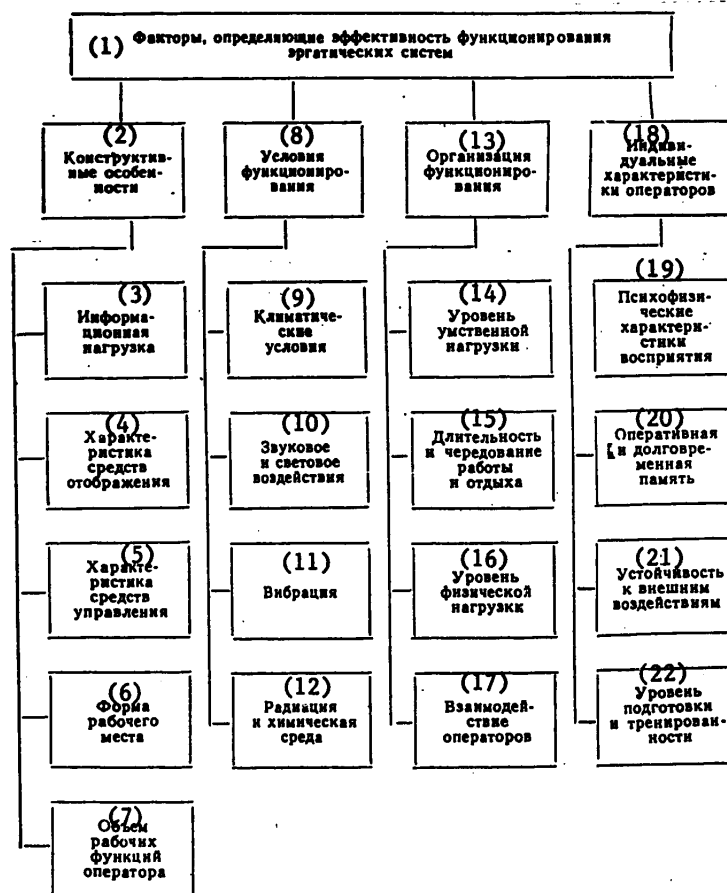 (1) Факторы, определяющие эффективность функционирования
эргатических систем
(2)
Конструктив-
ные особен-
ности
(8)
Условия
функциониро-
вания
(13)
Организация
функциониро-
вания
(18)
Индиви-
дуальные
характеристи-
ки операторов
(3)
Информа-
ционная
нагрузка
(9)
Климатиче-
ские
условия
(14)
Уровень
умственной
нагрузки
(19)
Психофизи-
ческие
характери-
стики
восприятия
(4)
Характе-
ристика
средств
отображения
(10)
Звуковое
и световое
воздействия
(15)
Длительность
и чередование
работы
и отдыха
(20)
Оперативная
и долговре-
менная
память
(5)
Характе-
ристика
средств
управления
(11)
Вибрация
(16)
Уровень
физической
нагрузки
(21)
Устойчивость
к внешним
воздействиям
(6)
Форма
рабочего
места
(12)
Радиация
и химическая
среда
(17)
Взаимодей-
ствие
операторов
(22)
Уровень
подготовки
и тренирован-
ности
(7)
Объем
рабочих
функций
оператора